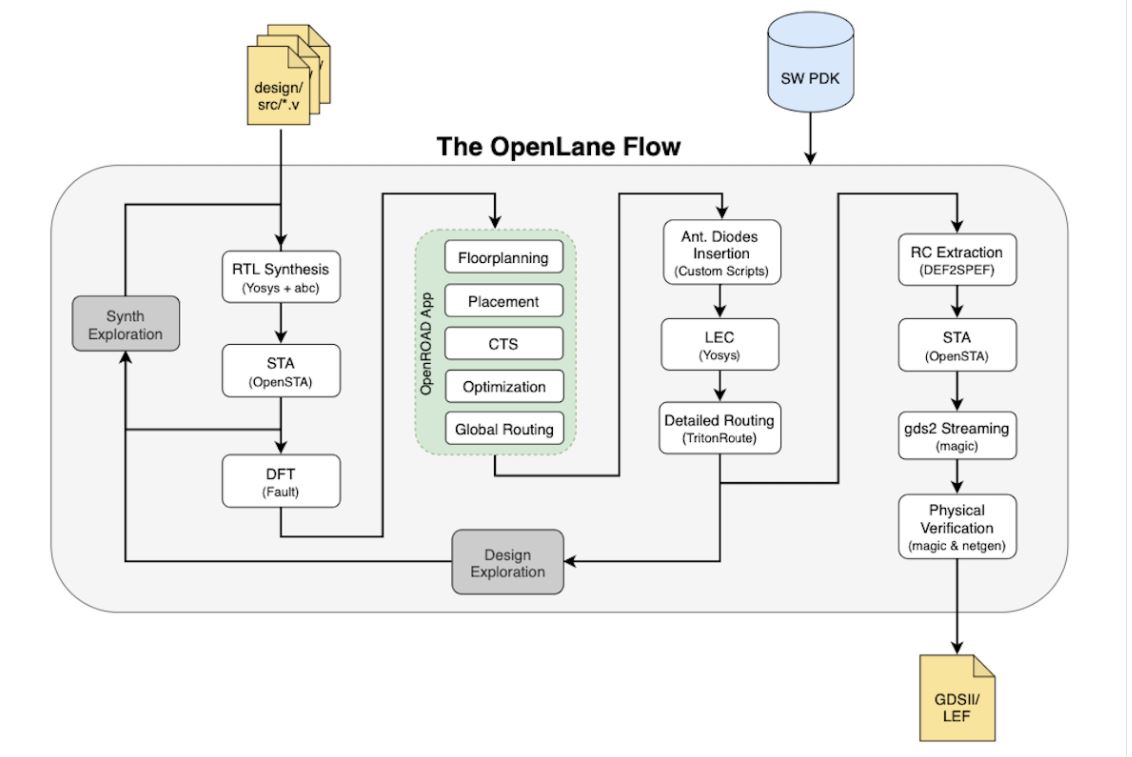 design/
src/*.v
SW PDK
The OpenLane Flow
RTL Synthesis
(Yosys + abc)
Synth
Exploration
STA
(OpenSTA)
DFT
(Fault)
OpenROAD App
Floorplanning
Placement
CTS
Optimization
Global Routing
Design
Exploration
Ant. Diodes
Insertion
(Custom Scripts)
LEC
(Yosys)
Detailed Routing
(TritonRoute)
RC Extraction
(DEF2SPEF)
STA
(OpenSTA)
gds2 Streaming
(magic)
Physical
Verification
(magic & netgen)
GDSII/
LEF